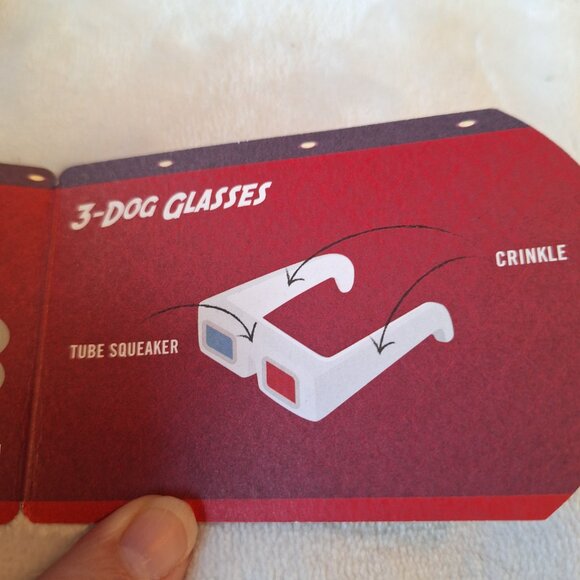 3-DOG GLASSES
CRINKLE
TUBE SQUEAKER